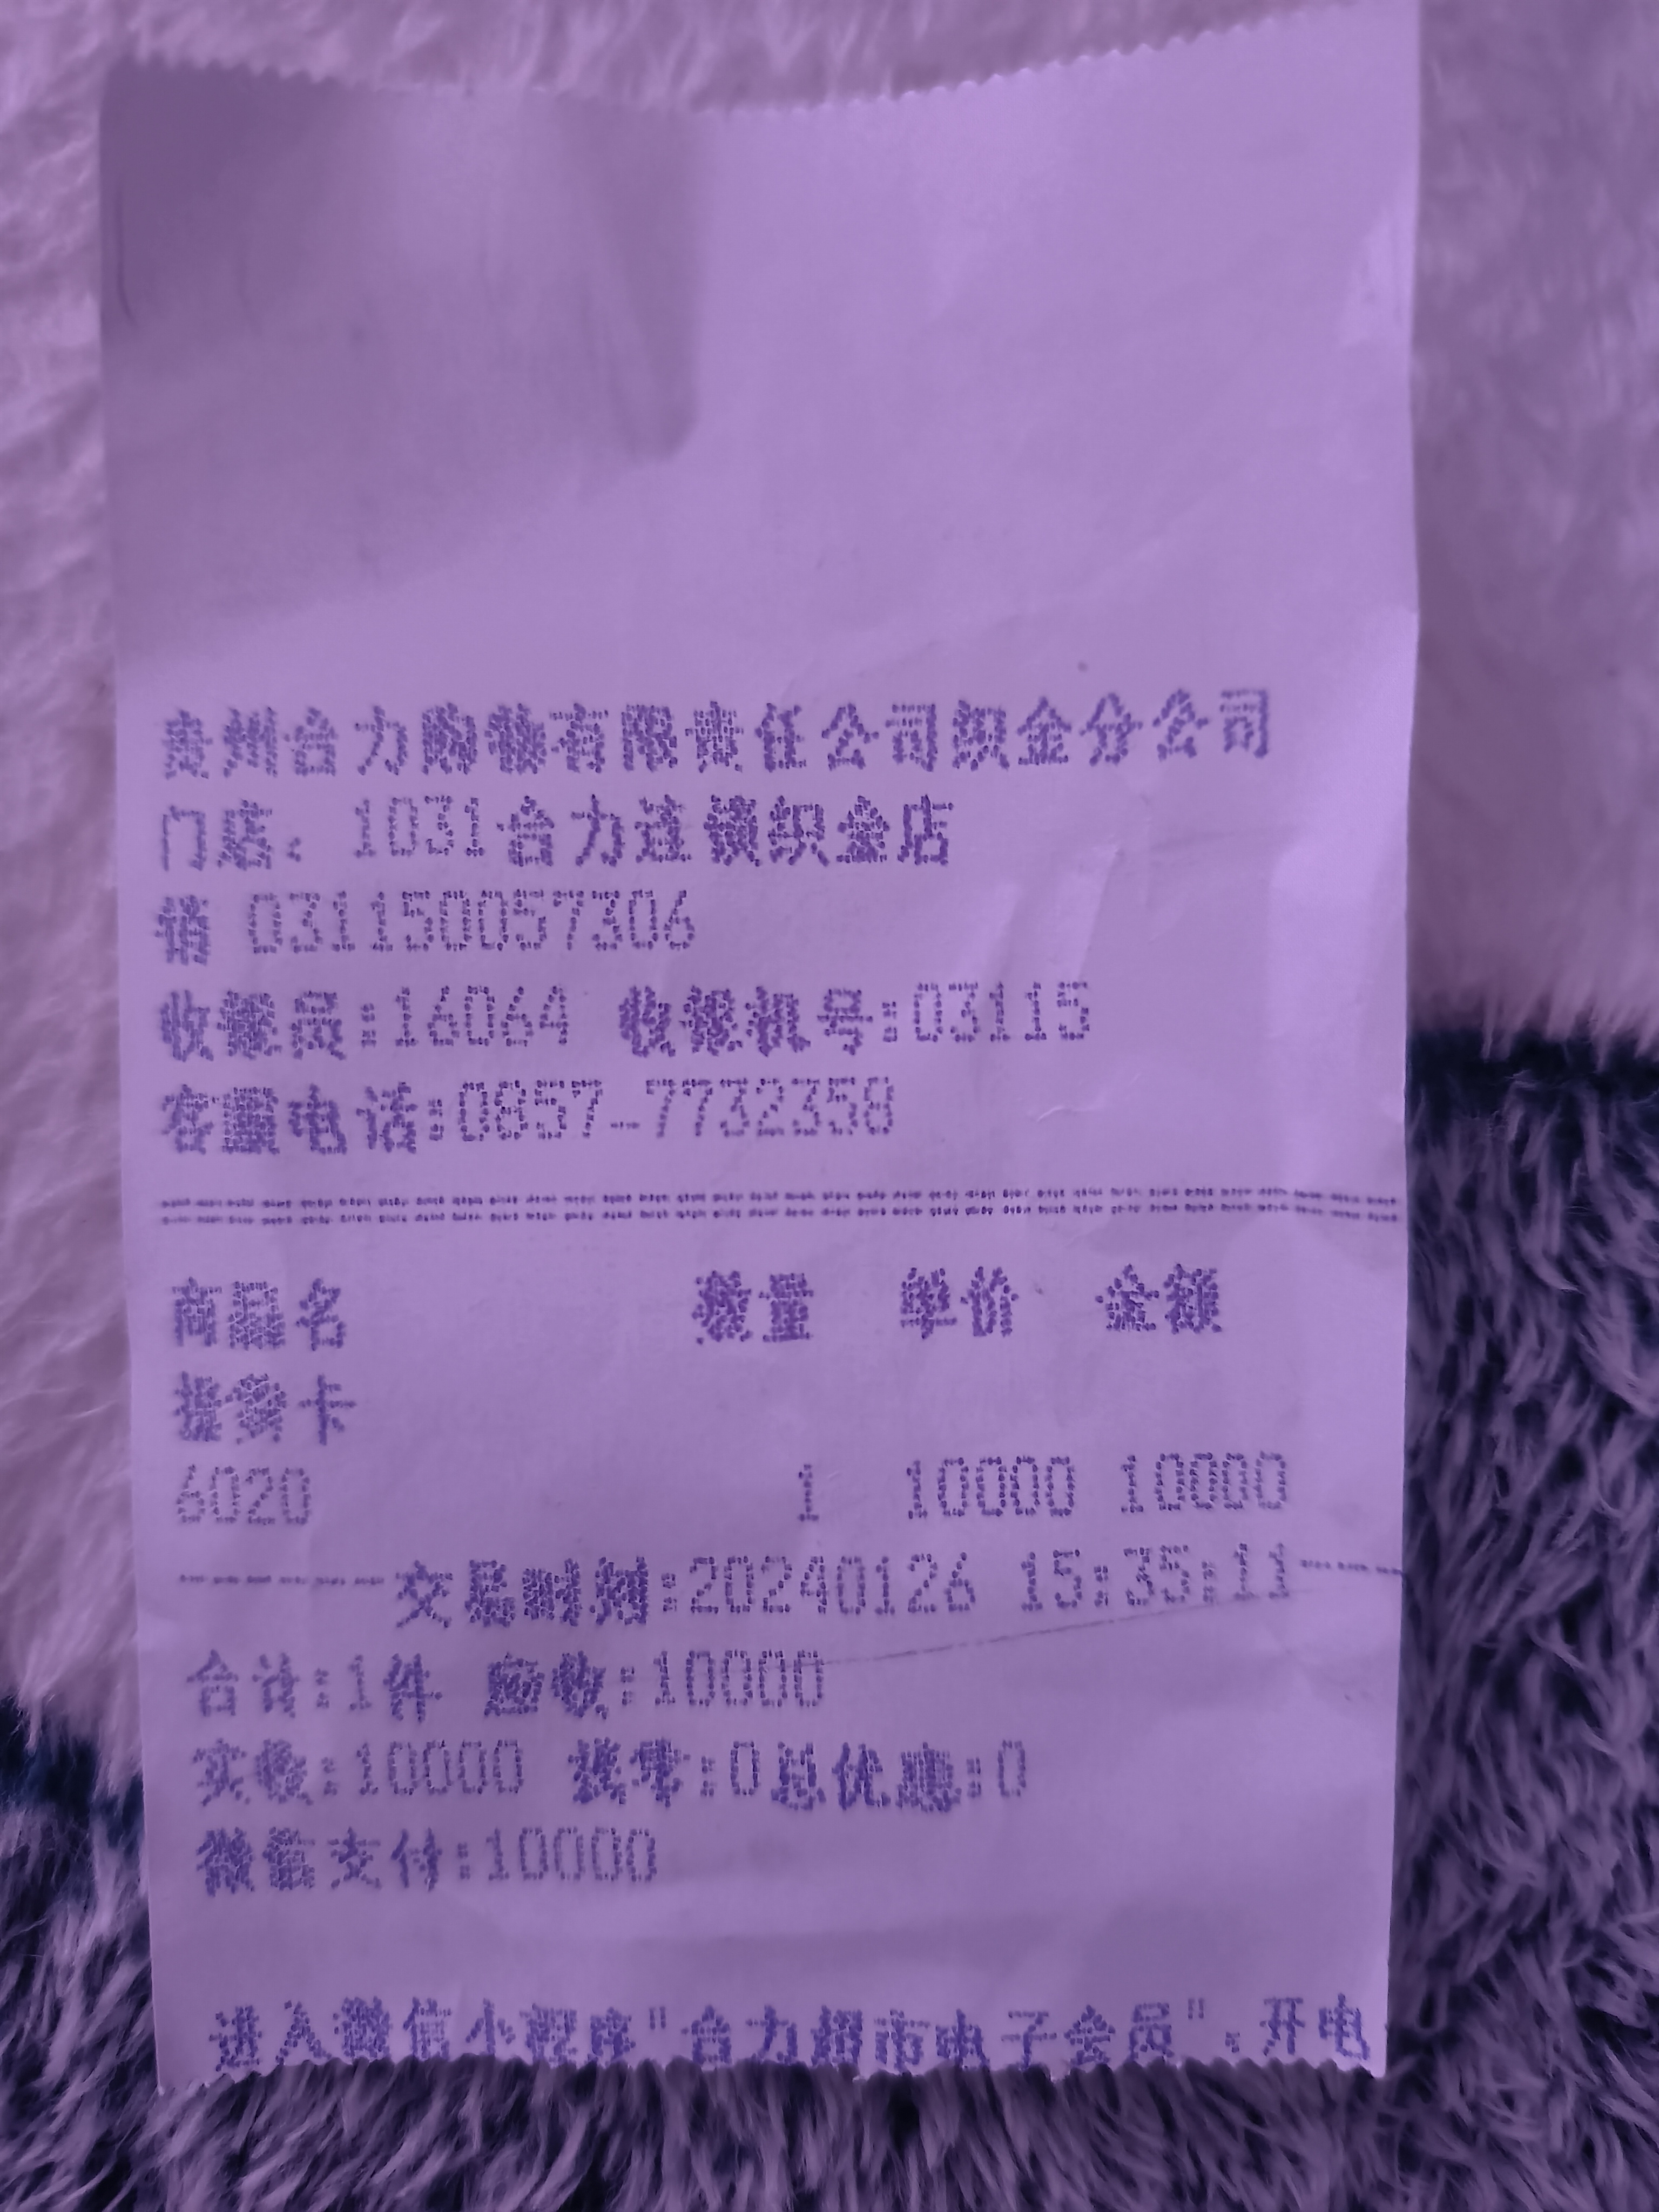 贵州合力购物有限责任公司织金分公司
门店: 1031合力连锁织金店
0311500057306
收银员:16064 收银机号:03115
客服电话:0857-7732358
商品名 数量 单价 金额
提货卡
6020 1 10000 10000
交易时间:20240126 15:35:11
合计:1件 应收:10000
实收:10000 找零:0总优惠:0
微信支付:10000
进入微信小程序"合力超市电子会员",开电